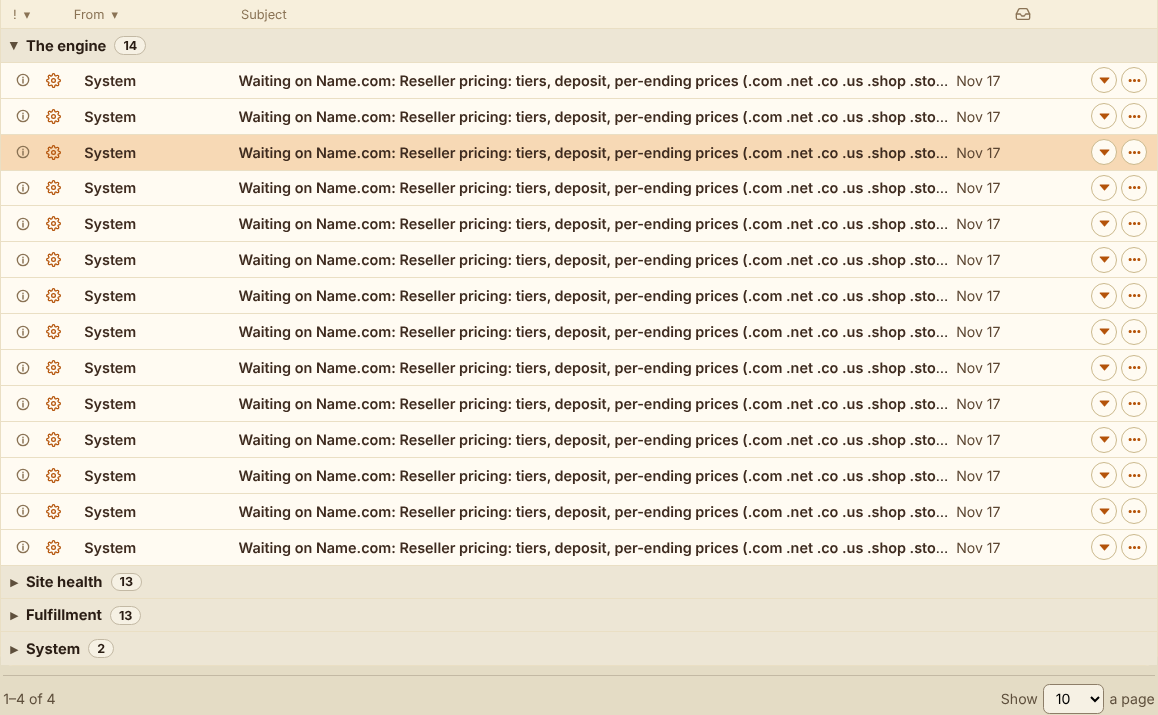 ! ▼ From ▼ Subject
▼ The engine 14
System Waiting on Name.com: Reseller pricing: tiers, deposit, per-ending prices (.com .net .co .us .shop .sto... Nov 17
System Waiting on Name.com: Reseller pricing: tiers, deposit, per-ending prices (.com .net .co .us .shop .sto... Nov 17
System Waiting on Name.com: Reseller pricing: tiers, deposit, per-ending prices (.com .net .co .us .shop .sto... Nov 17
System Waiting on Name.com: Reseller pricing: tiers, deposit, per-ending prices (.com .net .co .us .shop .sto... Nov 17
System Waiting on Name.com: Reseller pricing: tiers, deposit, per-ending prices (.com .net .co .us .shop .sto... Nov 17
System Waiting on Name.com: Reseller pricing: tiers, deposit, per-ending prices (.com .net .co .us .shop .sto... Nov 17
System Waiting on Name.com: Reseller pricing: tiers, deposit, per-ending prices (.com .net .co .us .shop .sto... Nov 17
System Waiting on Name.com: Reseller pricing: tiers, deposit, per-ending prices (.com .net .co .us .shop .sto... Nov 17
System Waiting on Name.com: Reseller pricing: tiers, deposit, per-ending prices (.com .net .co .us .shop .sto... Nov 17
System Waiting on Name.com: Reseller pricing: tiers, deposit, per-ending prices (.com .net .co .us .shop .sto... Nov 17
System Waiting on Name.com: Reseller pricing: tiers, deposit, per-ending prices (.com .net .co .us .shop .sto... Nov 17
System Waiting on Name.com: Reseller pricing: tiers, deposit, per-ending prices (.com .net .co .us .shop .sto... Nov 17
System Waiting on Name.com: Reseller pricing: tiers, deposit, per-ending prices (.com .net .co .us .shop .sto... Nov 17
System Waiting on Name.com: Reseller pricing: tiers, deposit, per-ending prices (.com .net .co .us .shop .sto... Nov 17
▶ Site health 13
▶ Fulfillment 13
▶ System 2
1–4 of 4 Show 10 a page